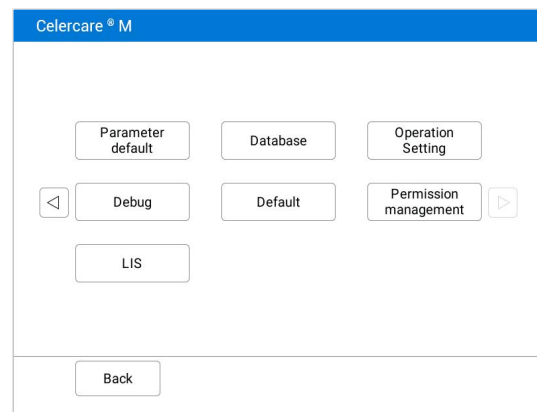 Celercare ® M
Parameter
default
Database
Operation
Setting
Debug
Default
Permission
management
LIS
Back